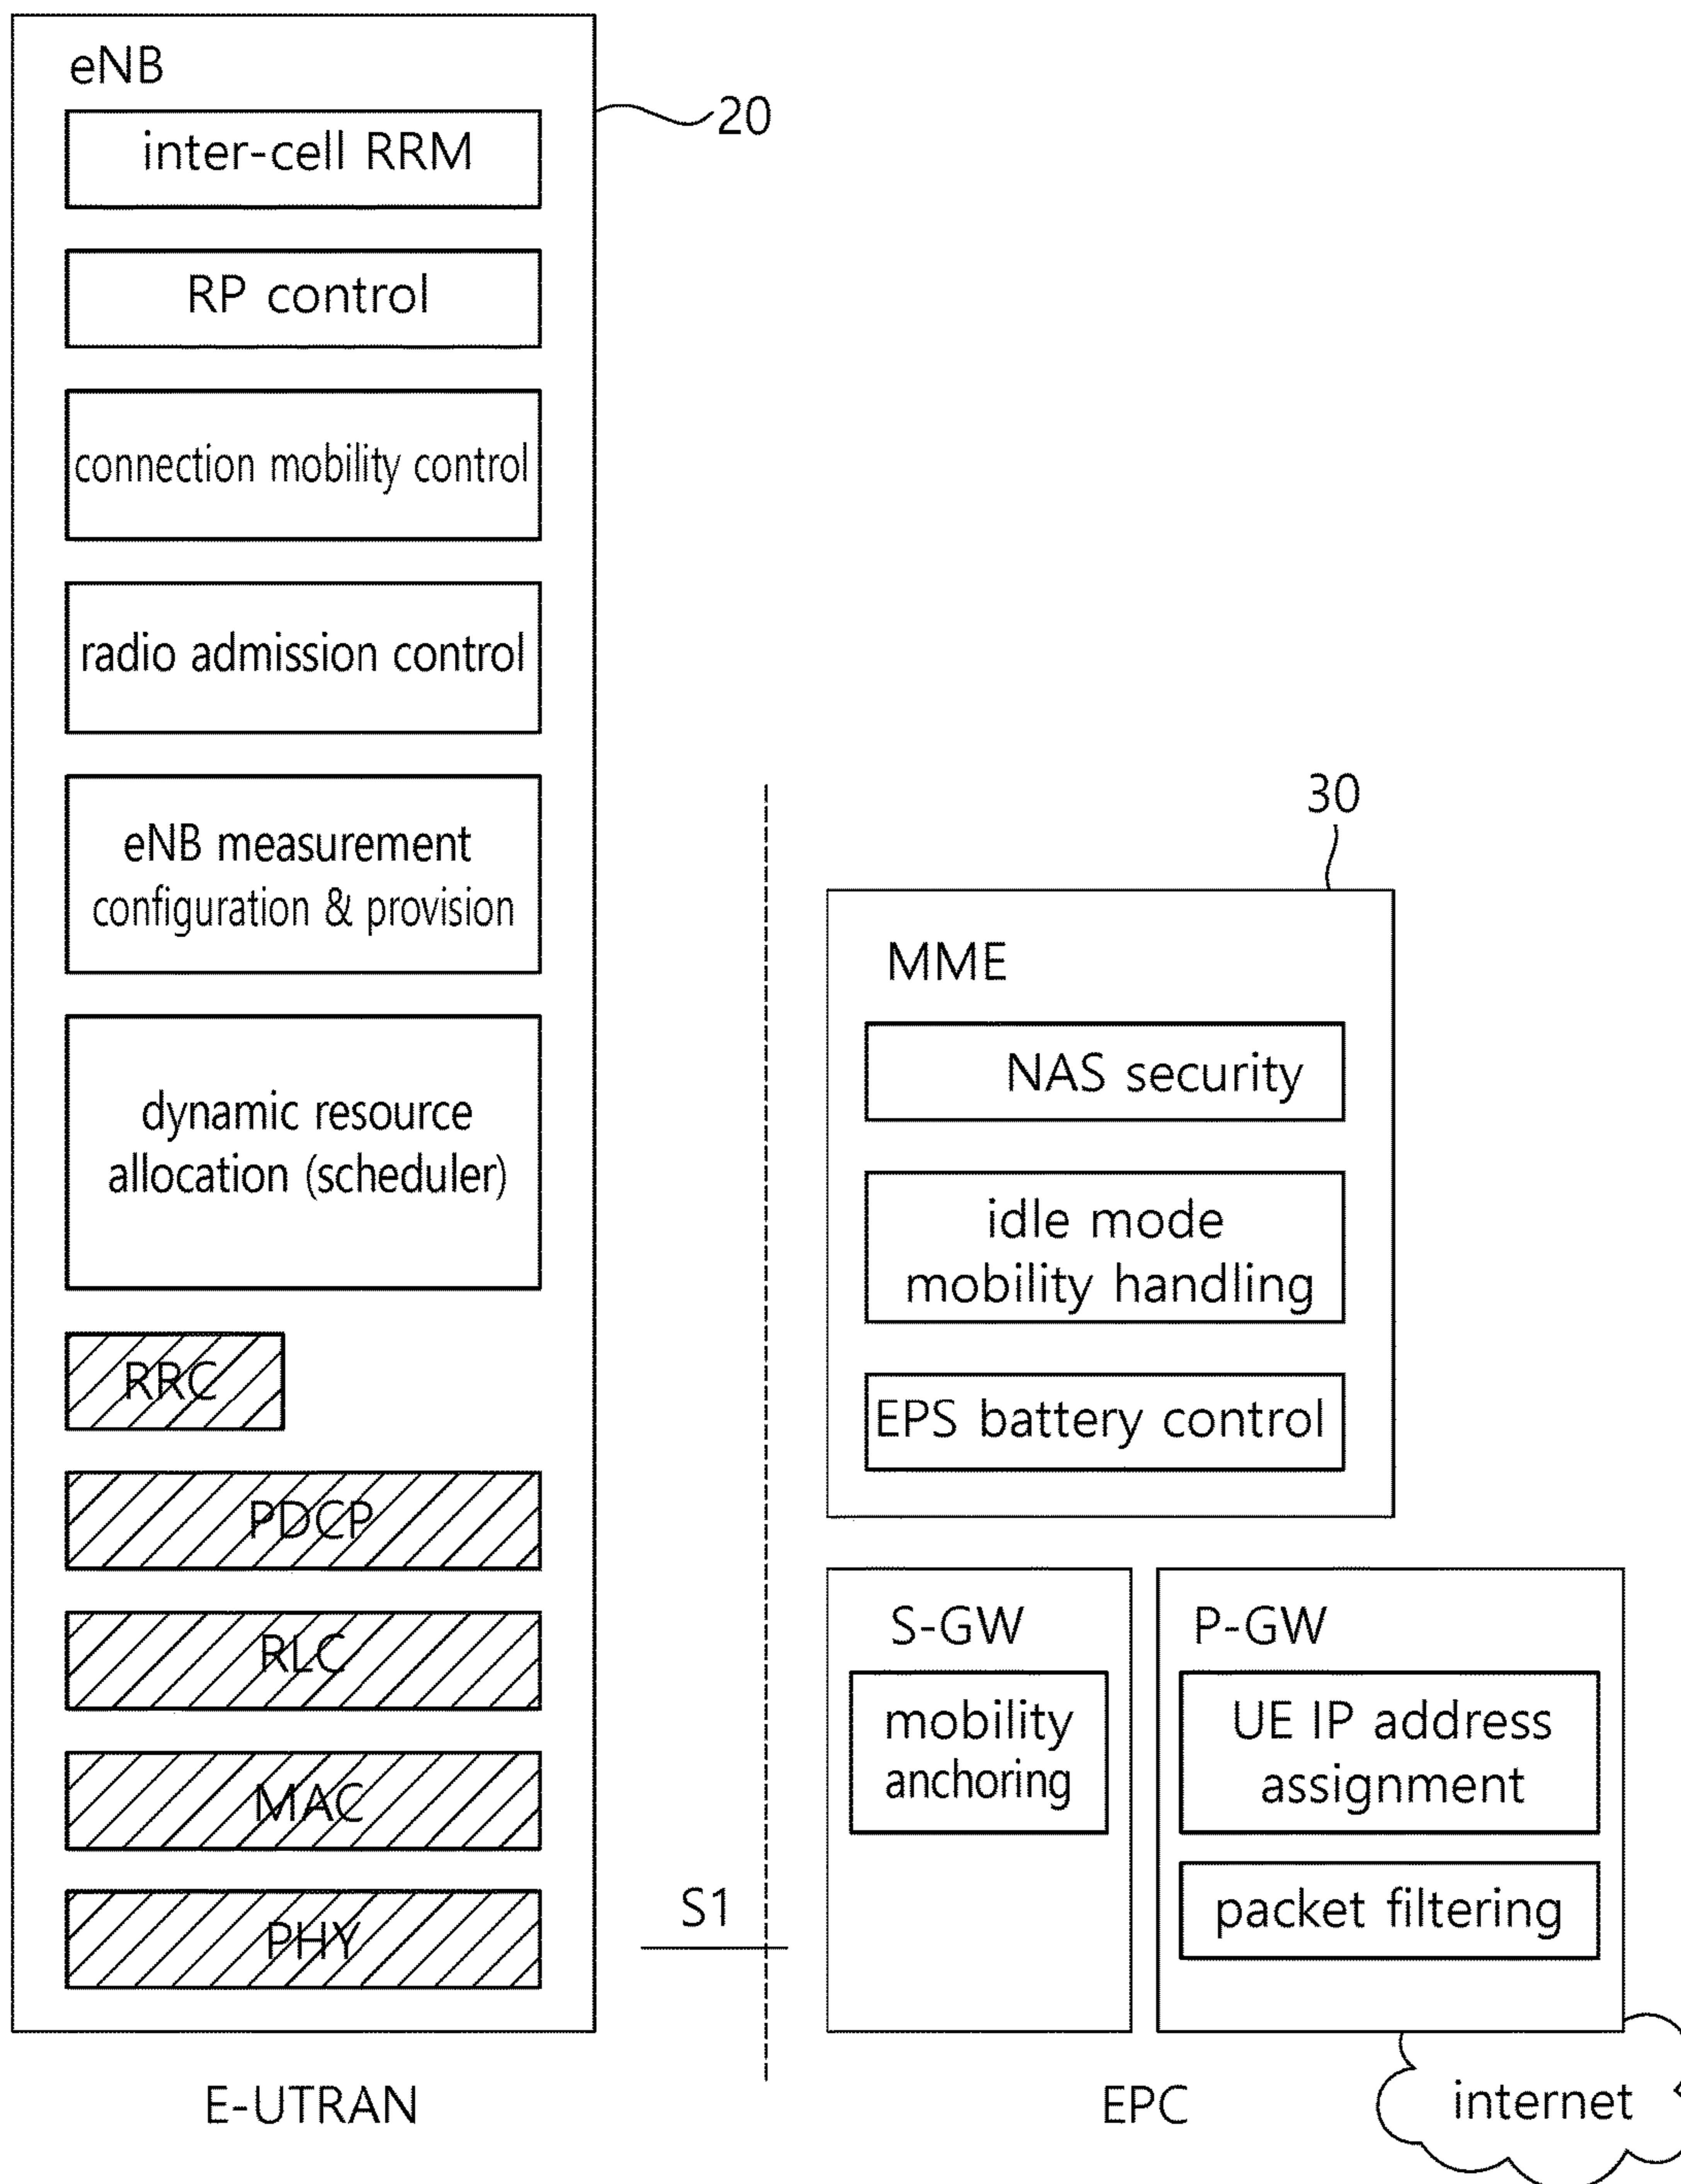 eNB
20
inter-cell RRM
RP control
connection mobility control
radio admission control
eNB measurement
configuration & provision
dynamic resource
allocation (scheduler)
RRC
PDCP
RLC
MAC
PHY
S1
30
MME
NAS security
idle mode
mobility handling
EPS battery control
S-GW
mobility
anchoring
P-GW
UE IP address
assignment
packet filtering
E-UTRAN
EPC
internet